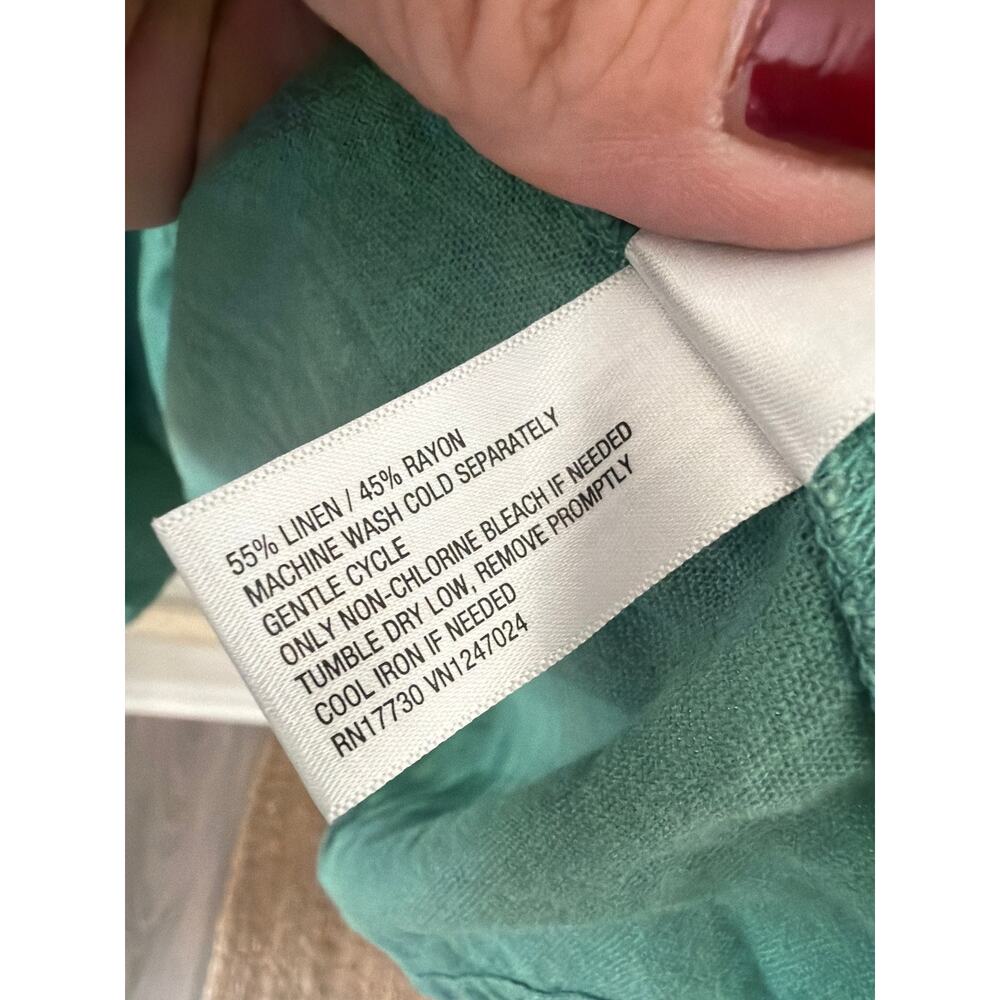 55% LINEN / 45% RAYON
MACHINE WASH COLD SEPARATELY
GENTLE CYCLE
ONLY NON-CHLORINE BLEACH IF NEEDED
TUMBLE DRY LOW, REMOVE PROMPTLY
COOL IRON IF NEEDED
RN17730 VN1247024